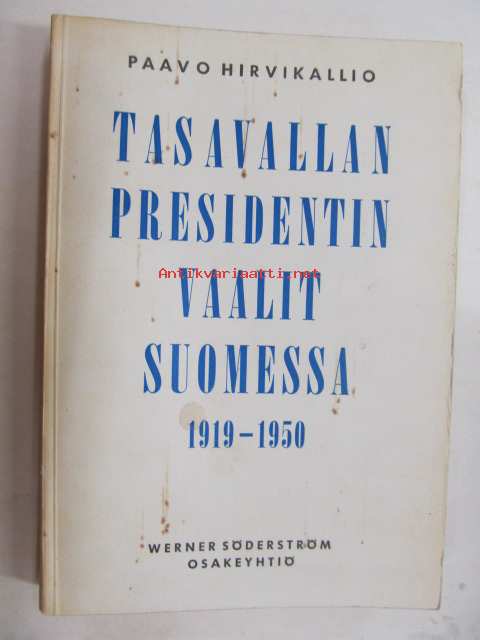 PAAVO HIRVIKALLIO
TASAVALLAN
PRESIDENTIN
Antikvariaatti.net
VAALIT
SUOMESSA
1919–1950
WERNER SÖDERSTRÖM
OSAKEYHTIÖ